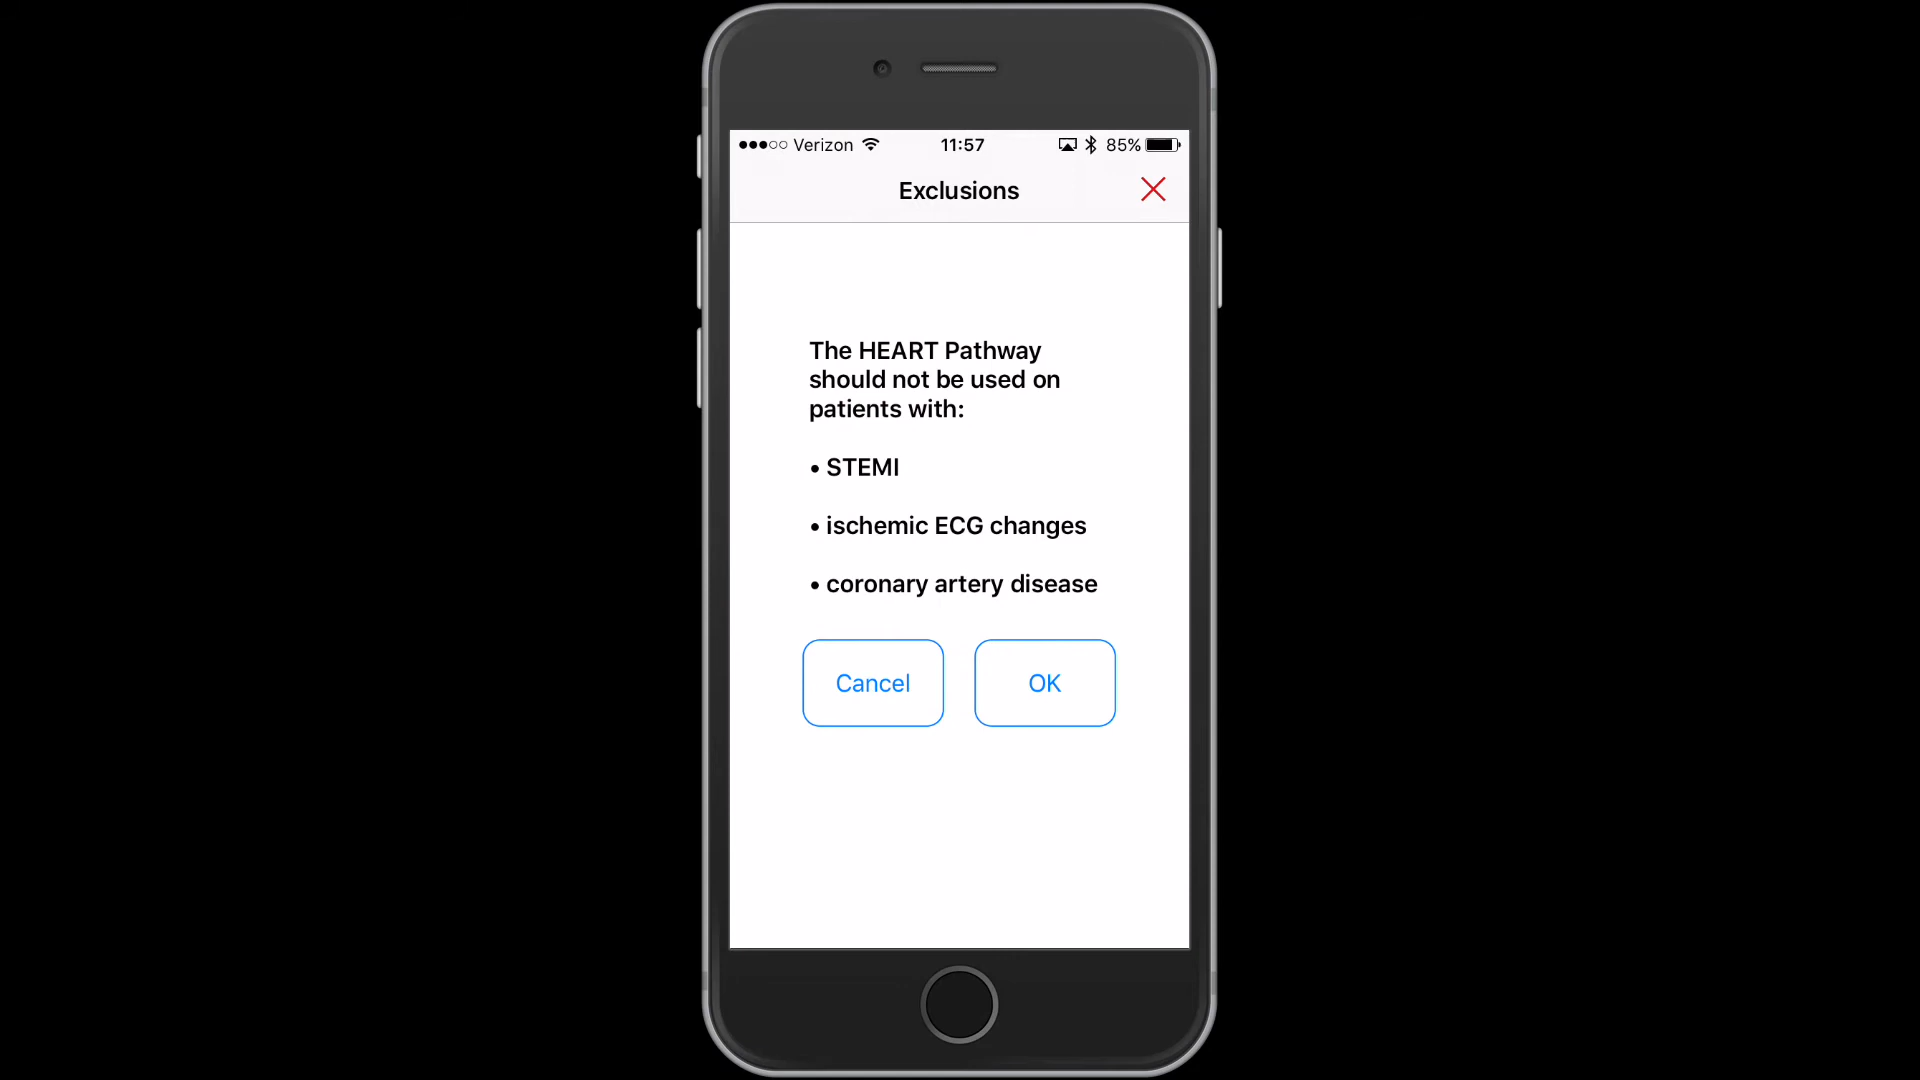 Verizon 11:57 85%
Exclusions
The HEART Pathway
should not be used on
patients with:
• STEMI
• ischemic ECG changes
• coronary artery disease
Cancel OK